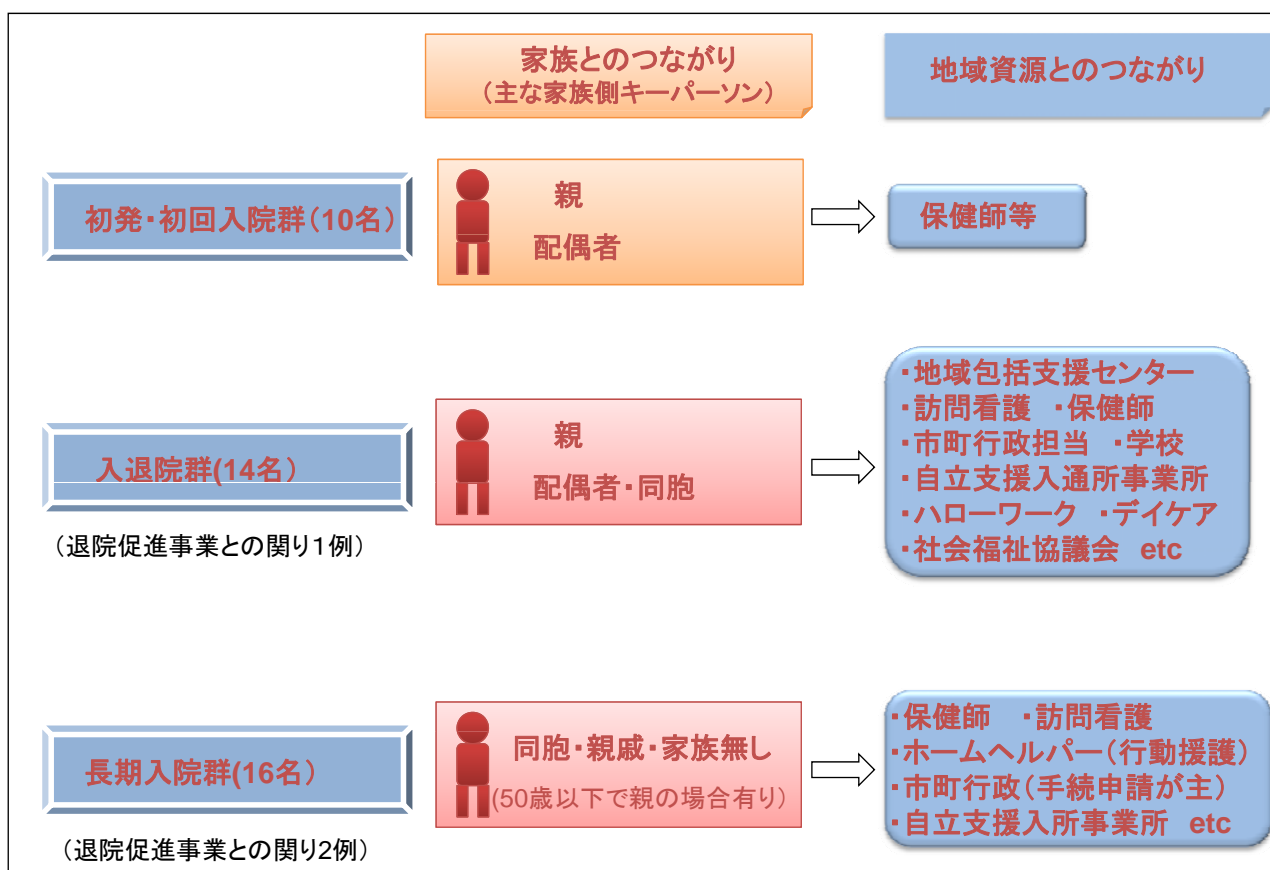 家族とのつながり
（主な家族側キーパーソン）
地域資源とのつながり
初発・初回入院群（10名）
親
配偶者
保健師等
入退院群(14名）
（退院促進事業との関り１例）
親
配偶者・同胞
・地域包括支援センター
・訪問看護　・保健師
・市町行政担当　・学校
・自立支援入通所事業所
・ハローワーク　・デイケア
・社会福祉協議会　etc
長期入院群(16名）
（退院促進事業との関り2例）
同胞・親戚・家族無し
(50歳以下で親の場合有り）
・保健師　・訪問看護
・ホームヘルパー（行動援護）
・市町行政（手続申請が主）
・自立支援入所事業所　etc